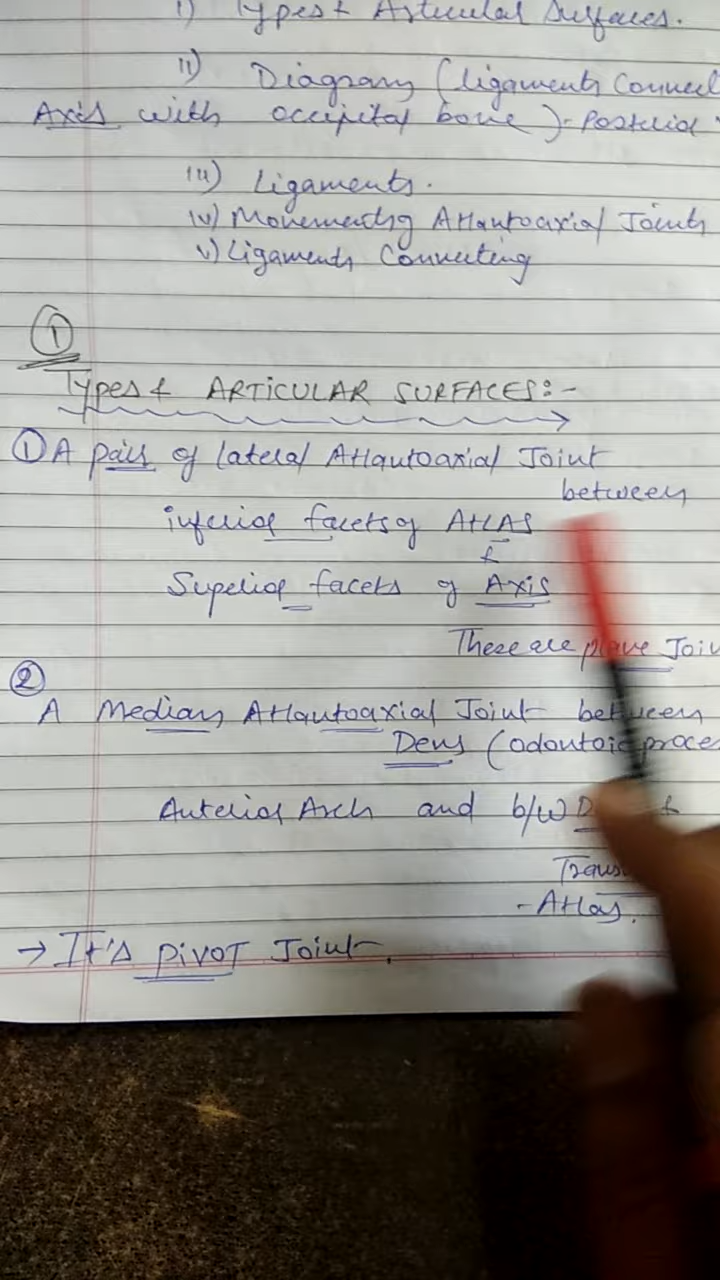 i) Types & Articular Surfaces.
ii) Diagram (ligaments Connect
Axis with occipital bone) - Posterior
iii) Ligaments.
iv) Movements of Atlantoaxial Joints
v) Ligaments Connecting
①
Types & ARTICULAR SURFACES:-
① A pair of lateral Atlantoaxial Joint
between
inferior facets of ATLAS
&
Superior facets of Axis
These are plane Joi
②
A Median Atlantoaxial Joint between
Dens (odontoid proce
Anterior Arch and b/w &
Trans
- Atlas.
→ It's PIVOT Joint.